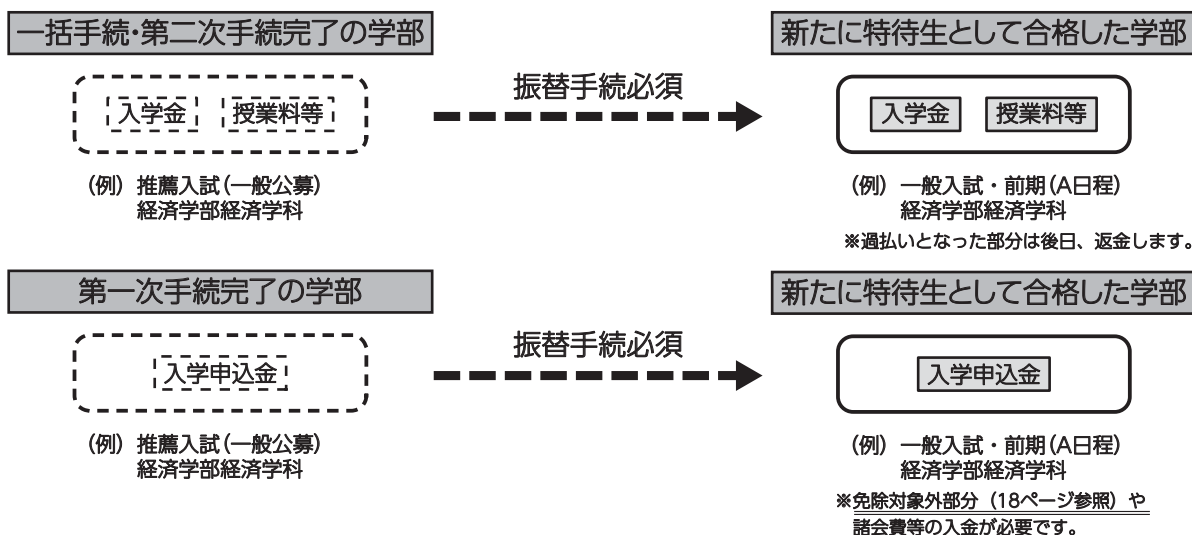 一括手続・第二次手続完了の学部
新たに特待生として合格した学部
振替手続必須
入学金 授業料等
入学金 授業料等
(例) 推薦入試(一般公募)
経済学部経済学科
(例) 一般入試・前期(A日程)
経済学部経済学科
※過払いとなった部分は後日、返金します。
第一次手続完了の学部
新たに特待生として合格した学部
振替手続必須
入学申込金
入学申込金
(例) 推薦入試(一般公募)
経済学部経済学科
(例) 一般入試・前期(A日程)
経済学部経済学科
※免除対象外部分(18ページ参照)や
諸会費等の入金が必要です。